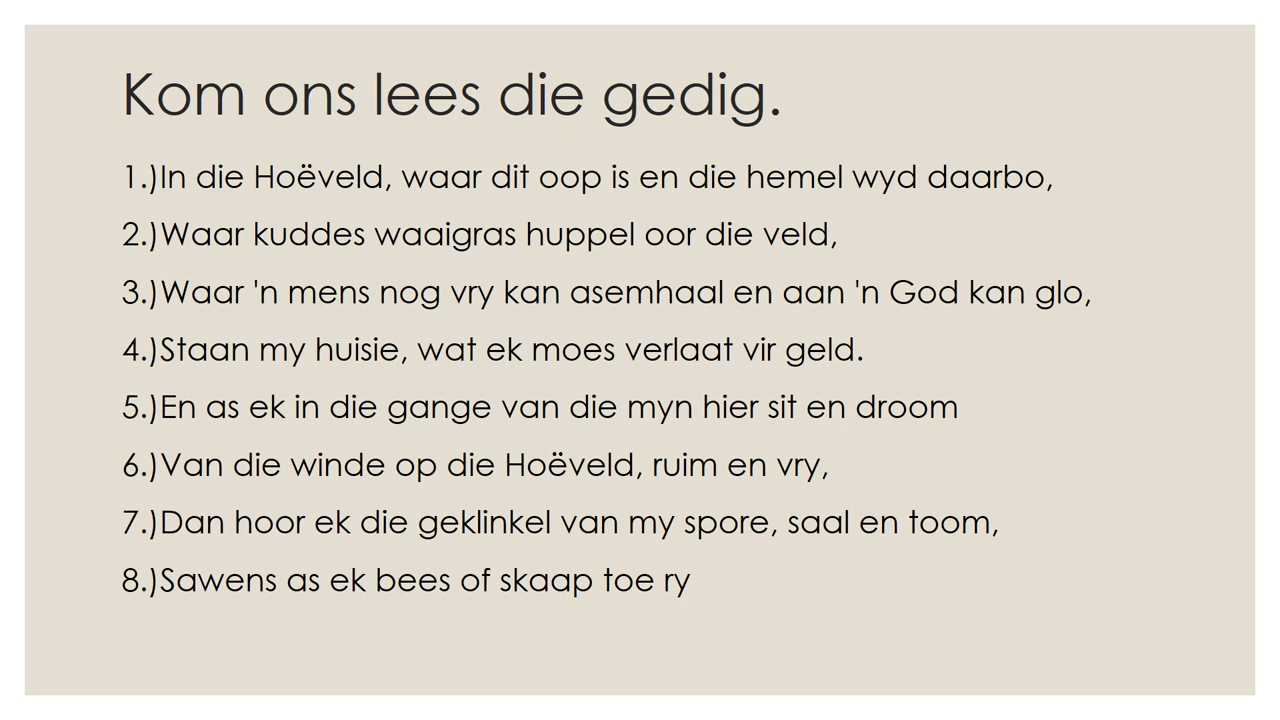 Kom ons lees die gedig.
1.)In die Hoëveld, waar dit oop is en die hemel wyd daarbo,
2.)Waar kuddes waaigras huppel oor die veld,
3.)Waar 'n mens nog vry kan asemhaal en aan 'n God kan glo,
4.)Staan my huisie, wat ek moes verlaat vir geld.
5.)En as ek in die gange van die myn hier sit en droom
6.)Van die winde op die Hoëveld, ruim en vry,
7.)Dan hoor ek die geklinkel van my spore, saal en toom,
8.)Sawens as ek bees of skaap toe ry